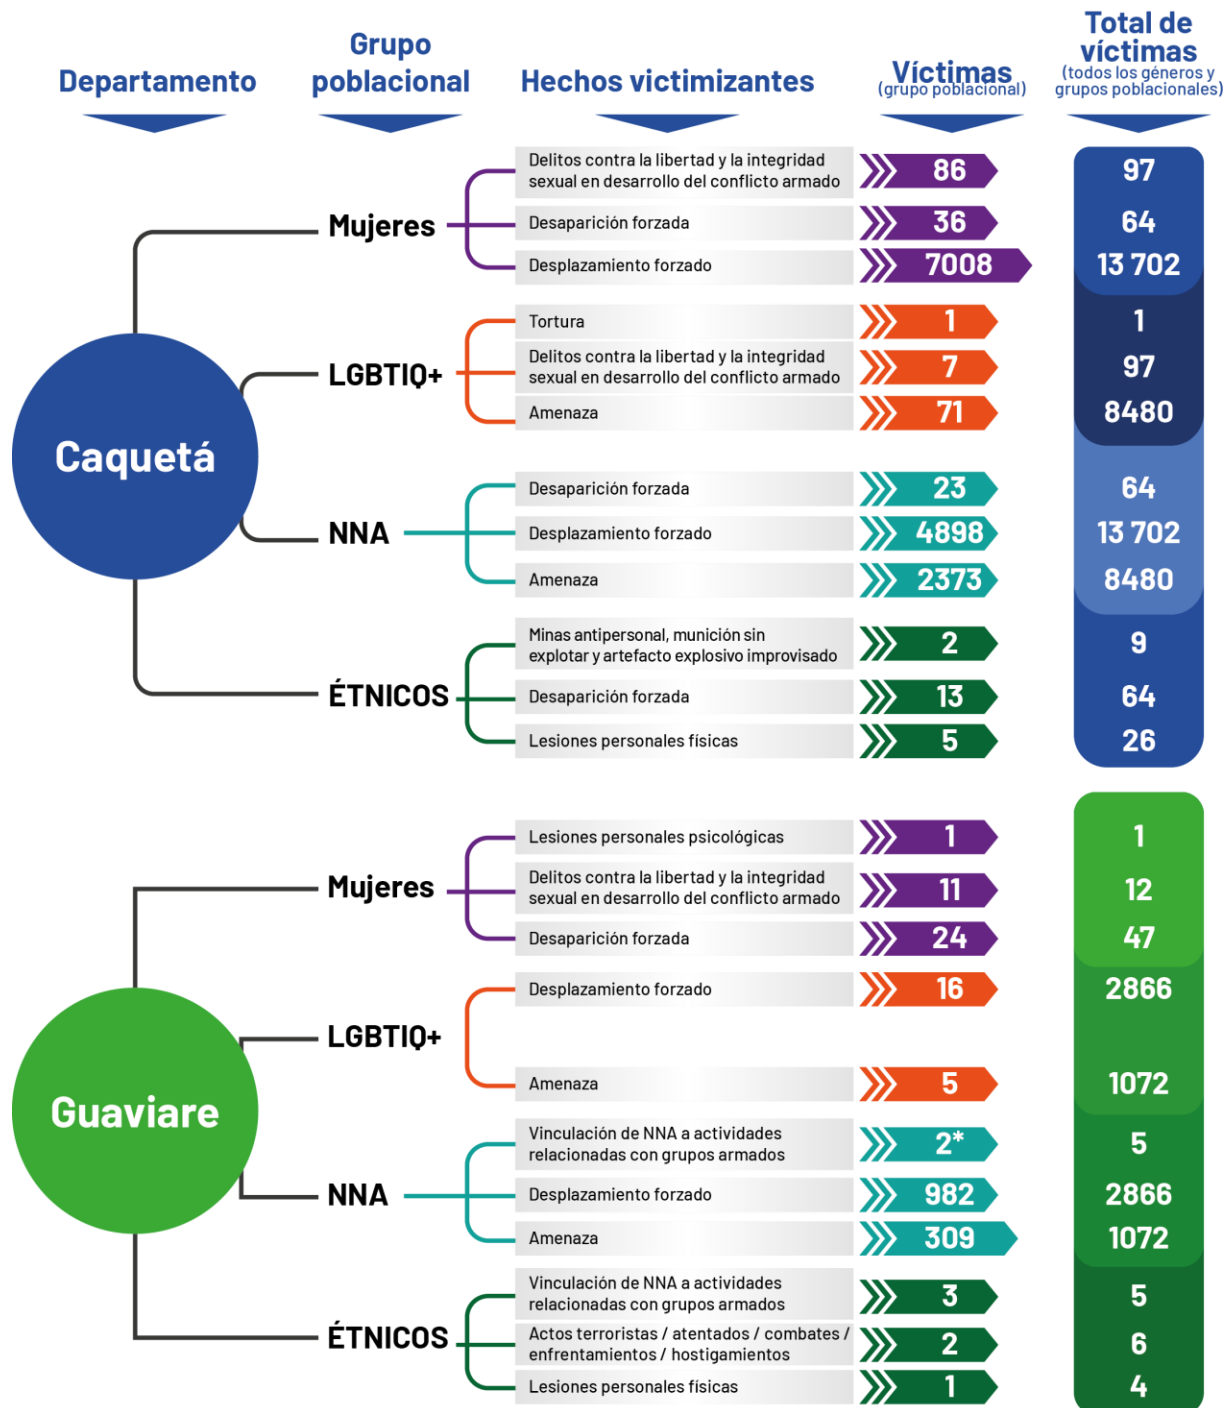 Departamento
Grupo
poblacional
Hechos victimizantes
Víctimas
(grupo poblacional)
Total de
víctimas
(todos los géneros y
grupos poblacionales)
Caquetá
Mujeres
Delitos contra la libertad y la integridad
sexual en desarrollo del conflicto armado
86
97
Desaparición forzada
36
64
Desplazamiento forzado
7008
13 702
LGBTIQ+
Tortura
1
1
Delitos contra la libertad y la integridad
sexual en desarrollo del conflicto armado
7
97
Amenaza
71
8480
NNA
Desaparición forzada
23
64
Desplazamiento forzado
4898
13 702
Amenaza
2373
8480
ÉTNICOS
Minas antipersonal, munición sin
explotar y artefacto explosivo improvisado
2
9
Desaparición forzada
13
64
Lesiones personales físicas
5
26
Guaviare
Mujeres
Lesiones personales psicológicas
1
1
Delitos contra la libertad y la integridad
sexual en desarrollo del conflicto armado
11
12
Desaparición forzada
24
47
LGBTIQ+
Desplazamiento forzado
16
2866
Amenaza
5
1072
NNA
Vinculación de NNA a actividades
relacionadas con grupos armados
2*
5
Desplazamiento forzado
982
2866
Amenaza
309
1072
ÉTNICOS
Vinculación de NNA a actividades
relacionadas con grupos armados
3
5
Actos terroristas / atentados / combates /
enfrentamientos / hostigamientos
2
6
Lesiones personales físicas
1
4